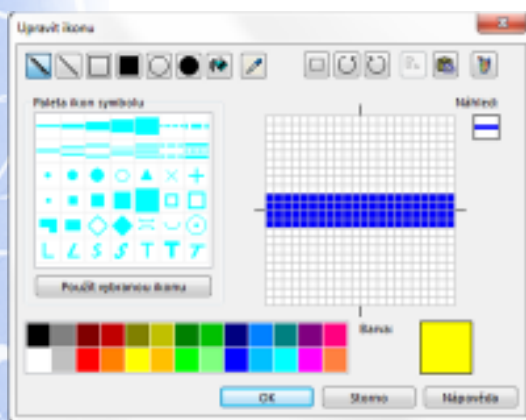 Upravit ikonu
Paleta ikon symbolu
Náhled:
Použít vybranou ikonu
Barva:
OK
Storno
Nápověda